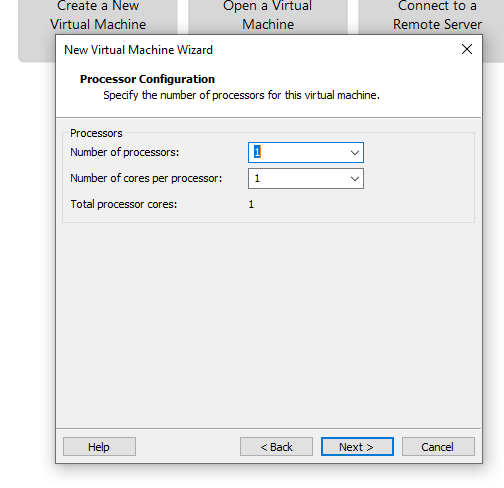 Create a New
Virtual Machine
Open a Virtual
Machine
Connect to a
Remote Server
New Virtual Machine Wizard
Processor Configuration
Specify the number of processors for this virtual machine.
Processors
Number of processors: 1
Number of cores per processor: 1
Total processor cores: 1
Help < Back Next > Cancel